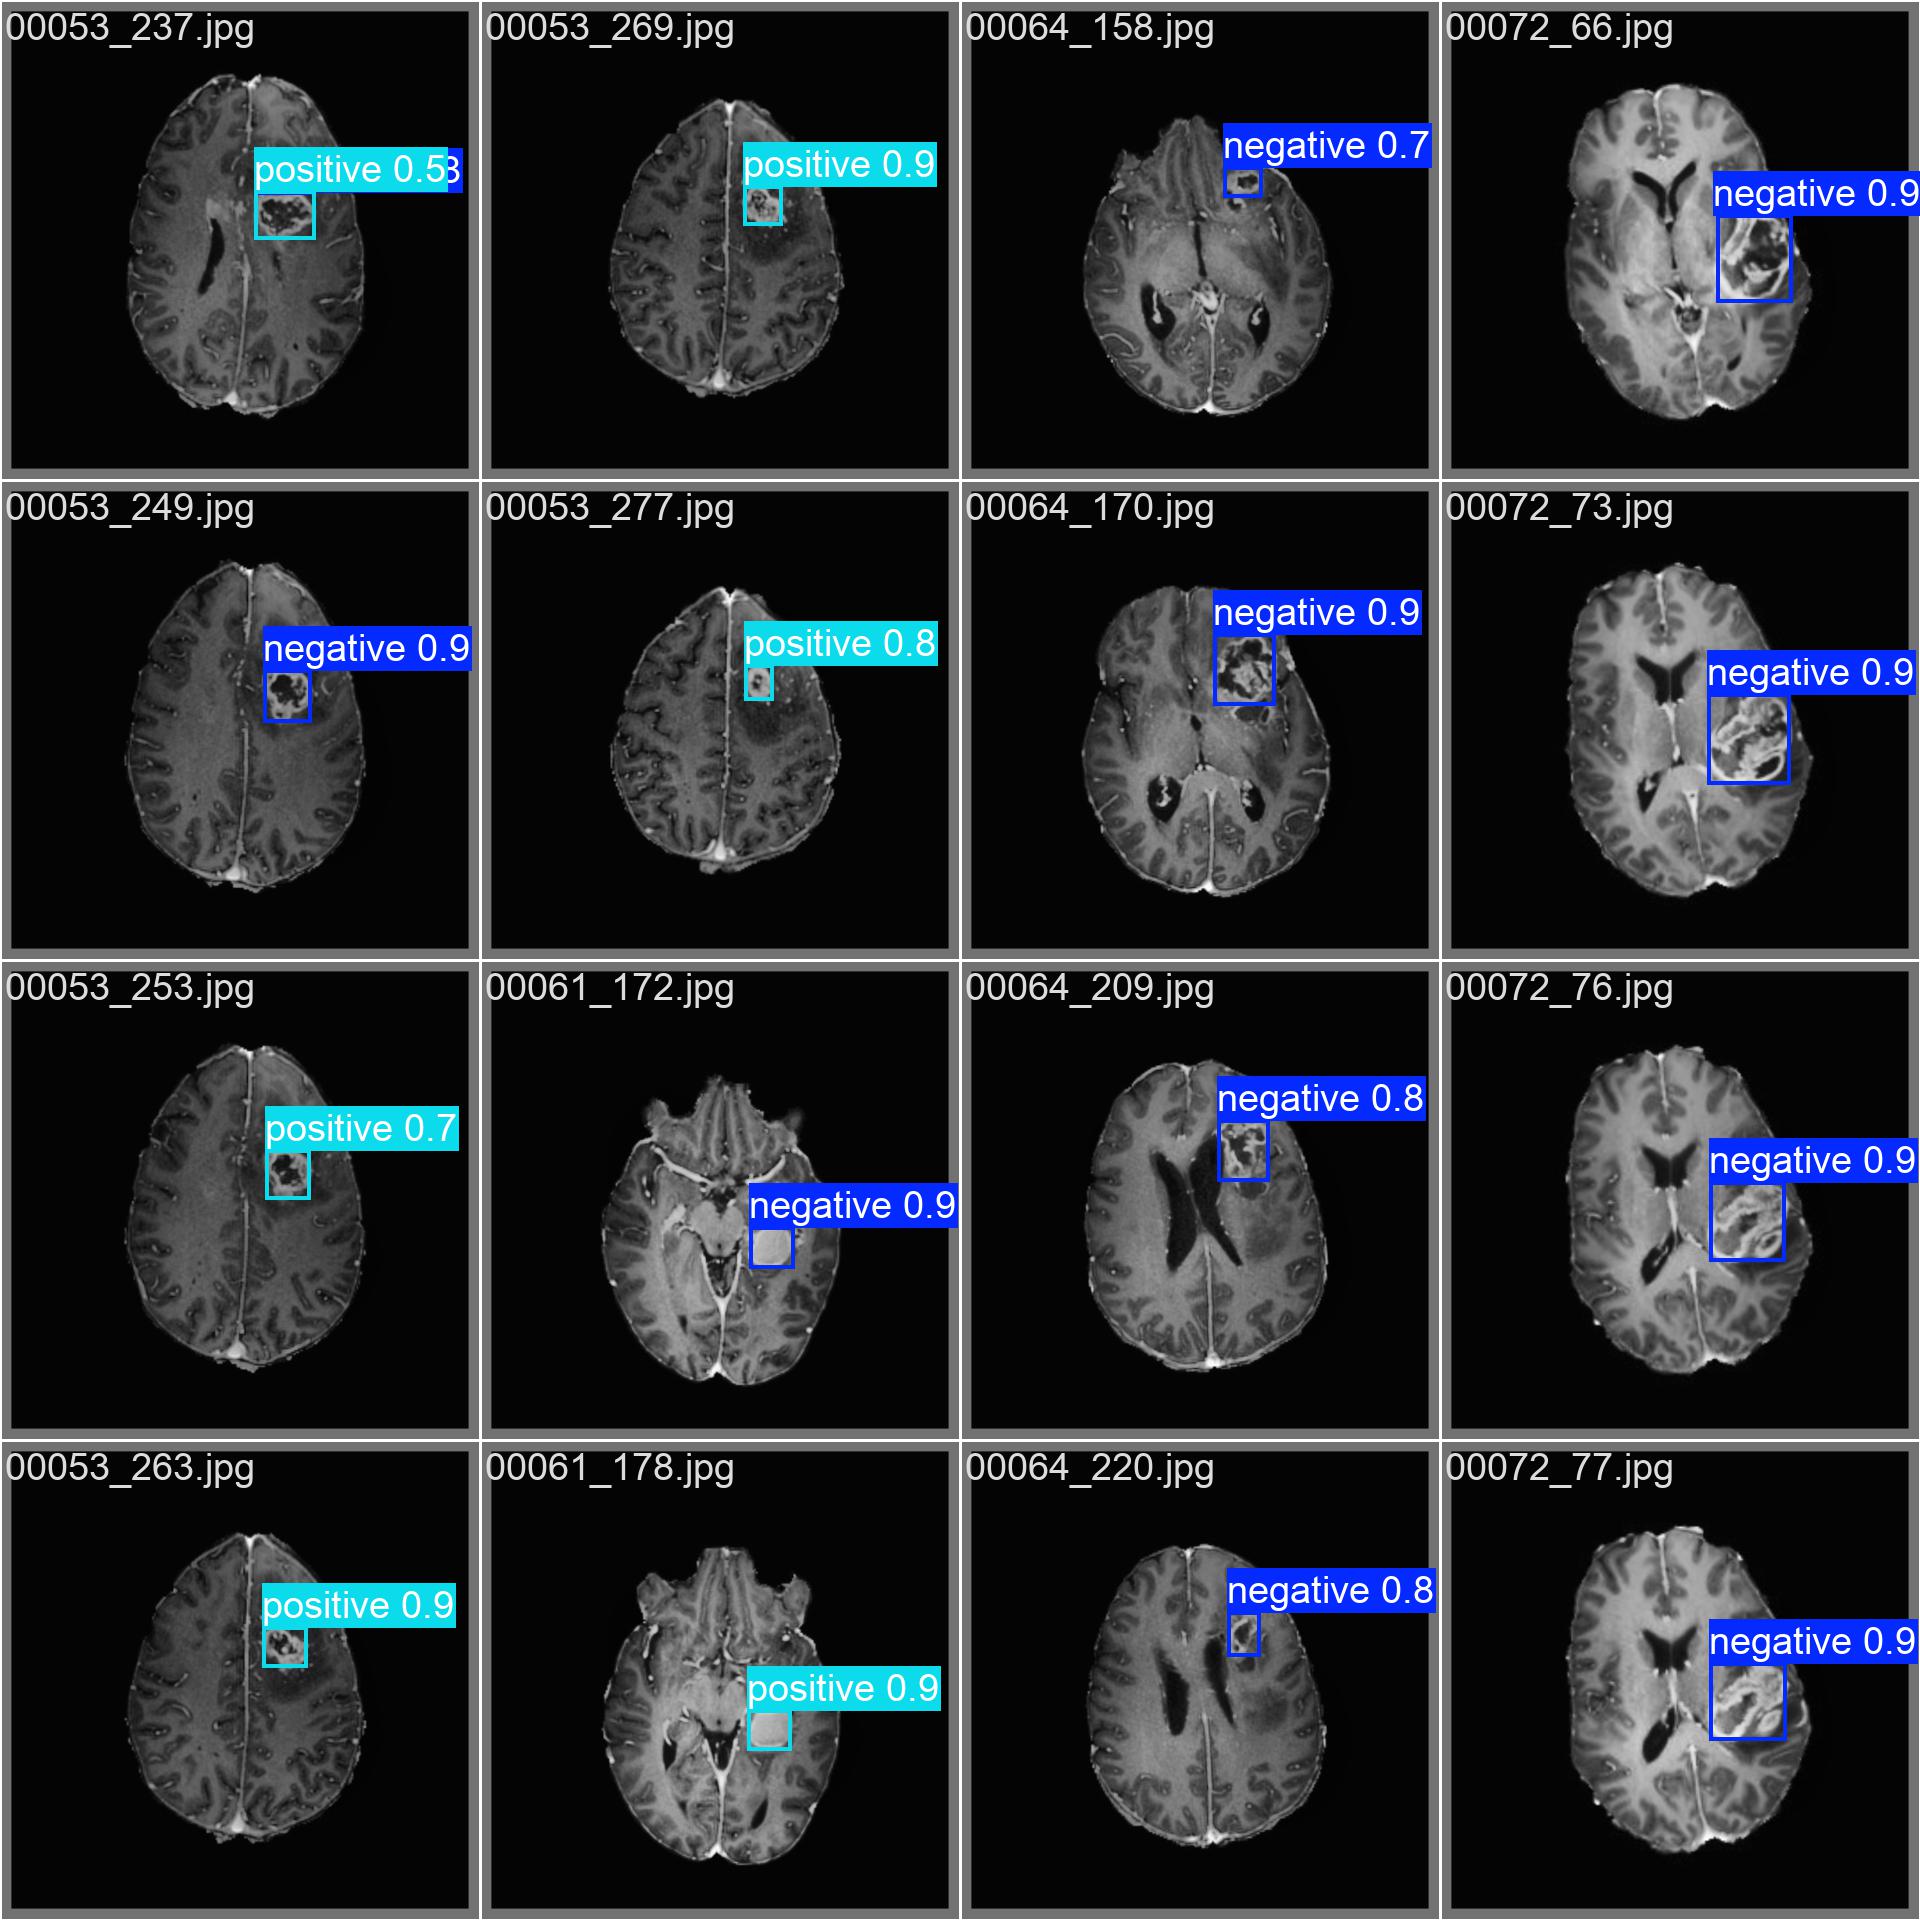 00053_237.jpg
positive 0.5
00053_269.jpg
positive 0.9
00064_158.jpg
negative 0.7
00072_66.jpg
negative 0.9
00053_249.jpg
negative 0.9
00053_277.jpg
positive 0.8
00064_170.jpg
negative 0.9
00072_73.jpg
negative 0.9
00053_253.jpg
positive 0.7
00061_172.jpg
negative 0.9
00064_209.jpg
negative 0.8
00072_76.jpg
negative 0.9
00053_263.jpg
positive 0.9
00061_178.jpg
positive 0.9
00064_220.jpg
negative 0.8
00072_77.jpg
negative 0.9